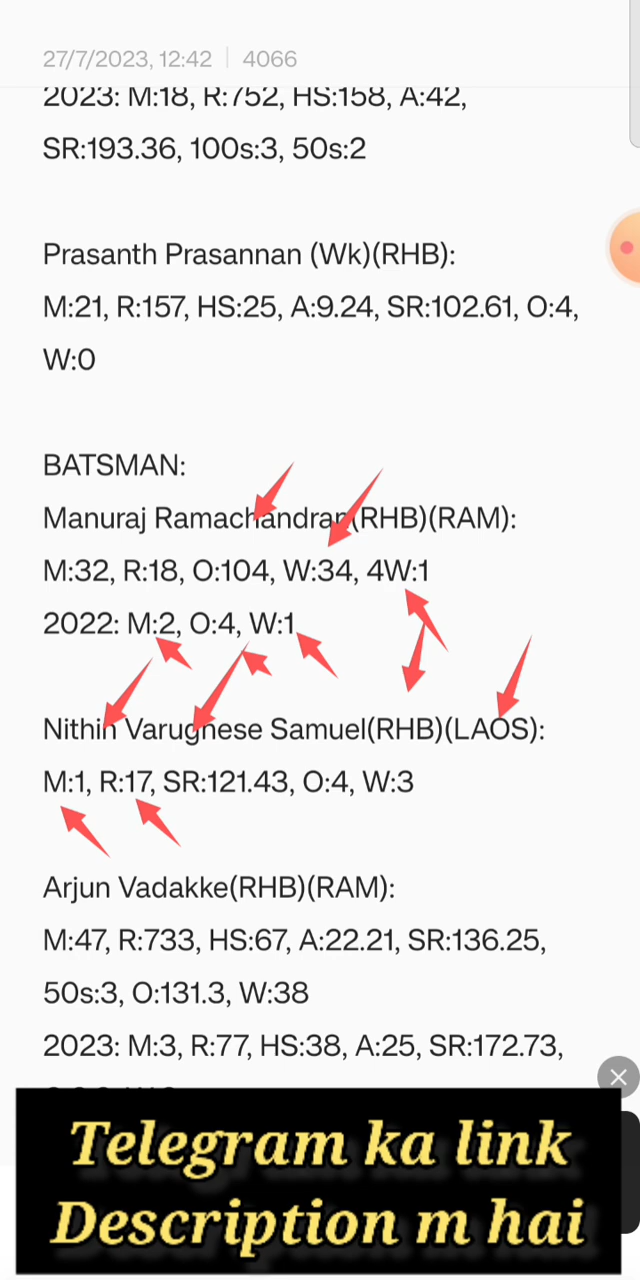 27/7/2023, 12:42 | 4066
2023: M:18, R:752, HS:158, A:42,
SR:193.36, 100s:3, 50s:2
Prasanth Prasannan (Wk)(RHB):
M:21, R:157, HS:25, A:9.24, SR:102.61, O:4,
W:0
BATSMAN:
Manuraj Ramachandran(RHB)(RAM):
M:32, R:18, O:104, W:34, 4W:1
2022: M:2, O:4, W:1
Nithin Varughese Samuel(RHB)(LAOS):
M:1, R:17, SR:121.43, O:4, W:3
Arjun Vadakke(RHB)(RAM):
M:47, R:733, HS:67, A:22.21, SR:136.25,
50s:3, O:131.3, W:38
2023: M:3, R:77, HS:38, A:25, SR:172.73,
Telegram ka link
Description m hai